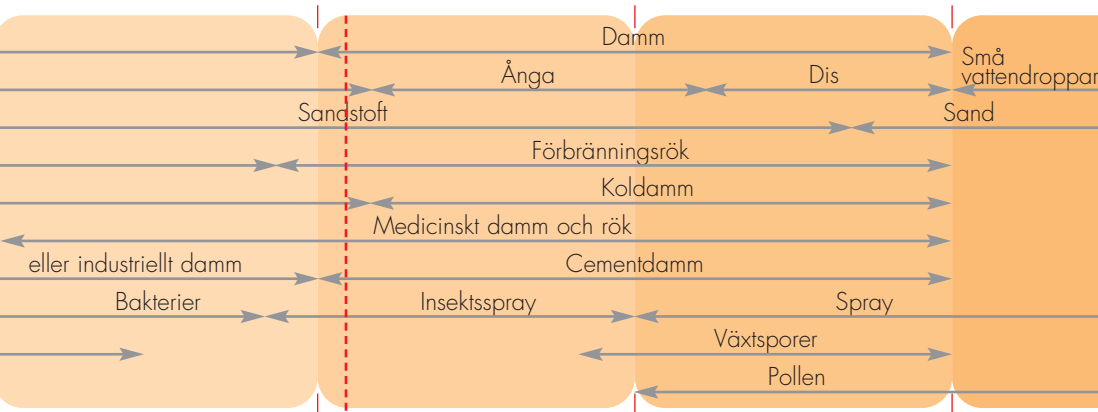 Damm
Små
vattendroppar
Ånga
Dis
Sandstoft
Sand
Förbränningsrök
Koldamm
Medicinskt damm och rök
eller industriellt damm
Cementdamm
Bakterier
Insektsspray
Spray
Växtsporer
Pollen